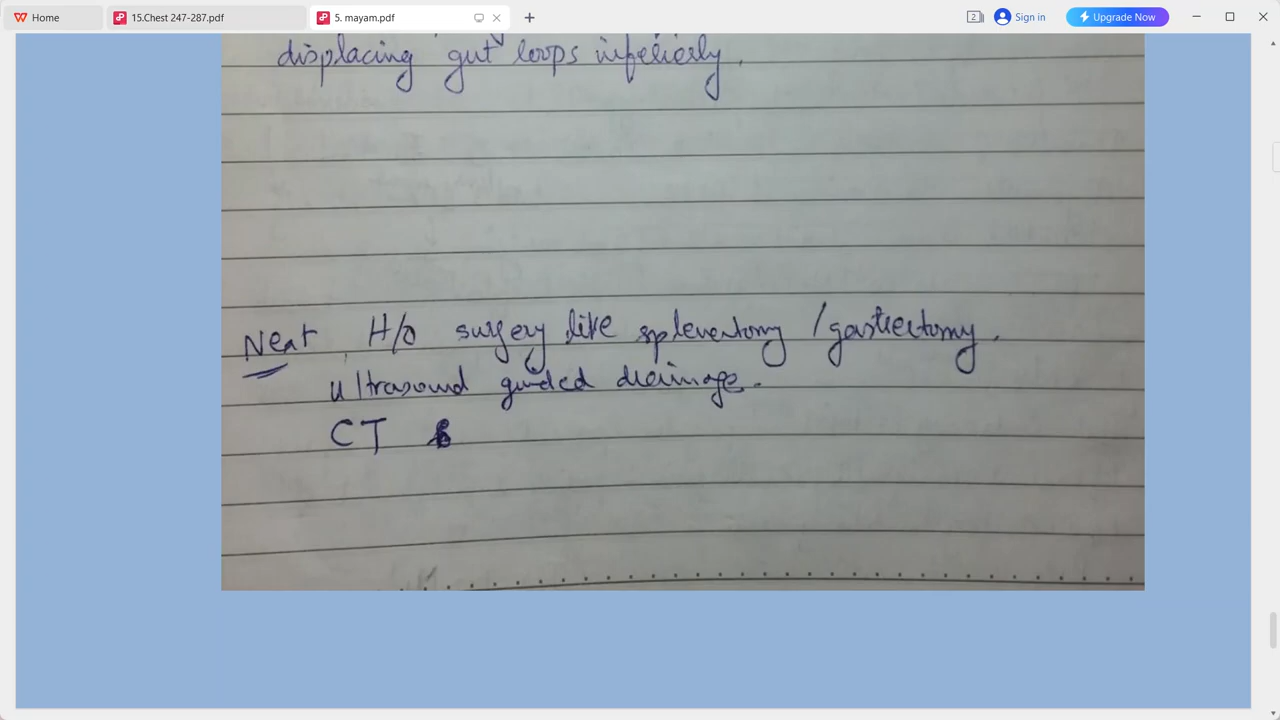 Home
15.Chest 247-287.pdf
5. mayam.pdf
2
Sign in
Upgrade Now
displacing gut loops inferiorly.
Next H/o surgery like splenectomy / gastrectomy.
ultrasound guided drainage.
CT